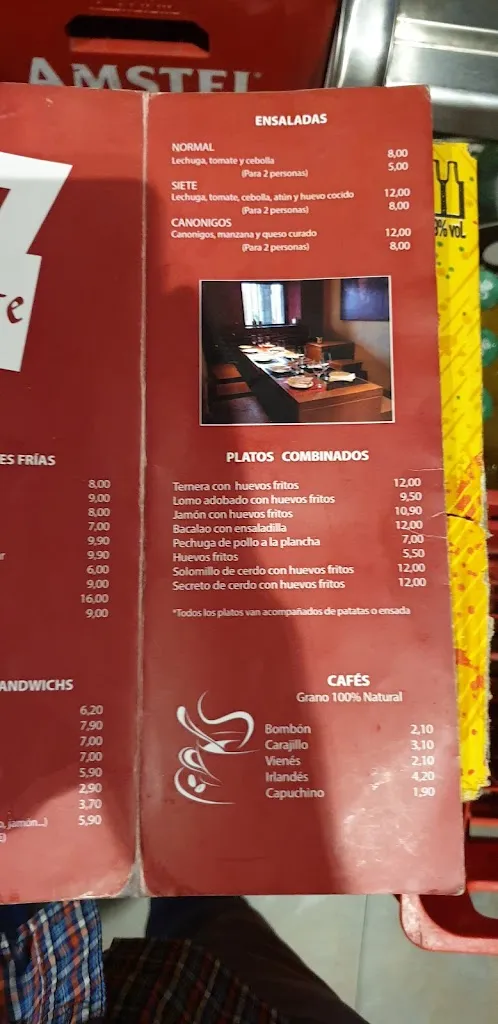 AMSTEL
7
te
ES FRÍAS
8,00
9,00
8,00
7,00
9,90
r 9,90
6,00
9,00
16,00
9,00
ANDWICHS
6,20
7,90
7,00
7,00
5,90
2,90
3,70
o, jamón...) 5,90
ENSALADAS
NORMAL 8,00
Lechuga, tomate y cebolla 5,00
(Para 2 personas)
SIETE 12,00
Lechuga, tomate, cebolla, atún y huevo cocido
(Para 2 personas) 8,00
CANONIGOS
Canonigos, manzana y queso curado 12,00
(Para 2 personas) 8,00
PLATOS COMBINADOS
Ternera con huevos fritos 12,00
Lomo adobado con huevos fritos 9,50
Jamón con huevos fritos 10,90
Bacalao con ensaladilla 12,00
Pechuga de pollo a la plancha 7,00
Huevos fritos 5,50
Solomillo de cerdo con huevos fritos 12,00
Secreto de cerdo con huevos fritos 12,00
*Todos los platos van acompañados de patatas o ensada
CAFÉS
Grano 100% Natural
Bombón 2,10
Carajillo 3,10
Vienés 2.10
Irlandés 4,20
Capuchino 1,90
% vol.